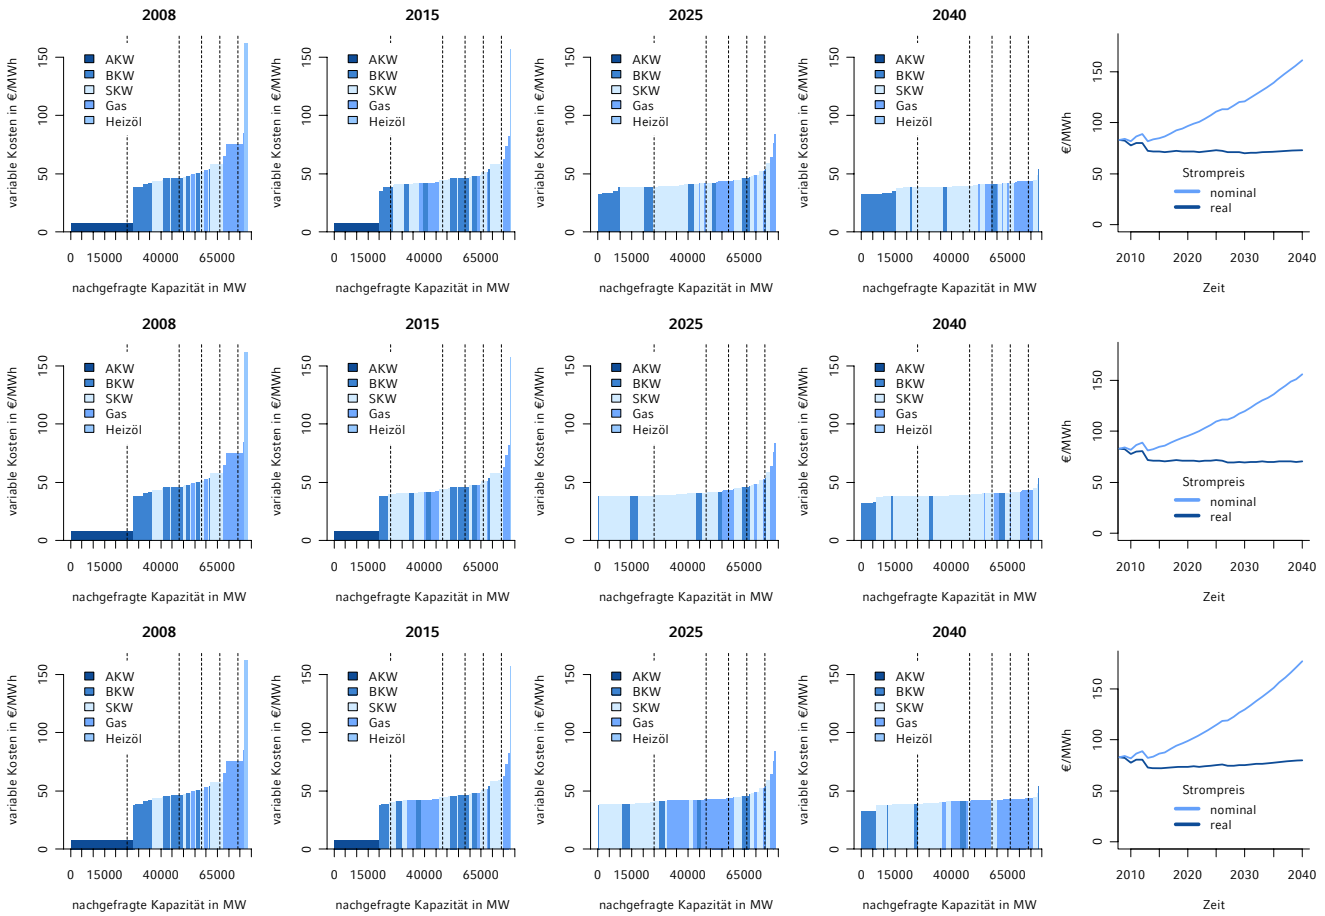 2008 2015 2025 2040
variable Kosten in €/MWh
0 50 100 150
AKW
BKW
SKW
Gas
Heizöl
0 15000 40000 65000
nachgefragte Kapazität in MW
variable Kosten in €/MWh
0 50 100 150
AKW
BKW
SKW
Gas
Heizöl
0 15000 40000 65000
nachgefragte Kapazität in MW
variable Kosten in €/MWh
0 50 100 150
AKW
BKW
SKW
Gas
Heizöl
0 15000 40000 65000
nachgefragte Kapazität in MW
variable Kosten in €/MWh
0 50 100 150
AKW
BKW
SKW
Gas
Heizöl
0 15000 40000 65000
nachgefragte Kapazität in MW
€/MWh
0 50 100 150
Strompreis
nominal
real
2010 2020 2030 2040
Zeit
2008 2015 2025 2040
variable Kosten in €/MWh
0 50 100 150
AKW
BKW
SKW
Gas
Heizöl
0 15000 40000 65000
nachgefragte Kapazität in MW
variable Kosten in €/MWh
0 50 100 150
AKW
BKW
SKW
Gas
Heizöl
0 15000 40000 65000
nachgefragte Kapazität in MW
variable Kosten in €/MWh
0 50 100 150
AKW
BKW
SKW
Gas
Heizöl
0 15000 40000 65000
nachgefragte Kapazität in MW
variable Kosten in €/MWh
0 50 100 150
AKW
BKW
SKW
Gas
Heizöl
0 15000 40000 65000
nachgefragte Kapazität in MW
€/MWh
0 50 100 150
Strompreis
nominal
real
2010 2020 2030 2040
Zeit
2008 2015 2025 2040
variable Kosten in €/MWh
0 50 100 150
AKW
BKW
SKW
Gas
Heizöl
0 15000 40000 65000
nachgefragte Kapazität in MW
variable Kosten in €/MWh
0 50 100 150
AKW
BKW
SKW
Gas
Heizöl
0 15000 40000 65000
nachgefragte Kapazität in MW
variable Kosten in €/MWh
0 50 100 150
AKW
BKW
SKW
Gas
Heizöl
0 15000 40000 65000
nachgefragte Kapazität in MW
variable Kosten in €/MWh
0 50 100 150
AKW
BKW
SKW
Gas
Heizöl
0 15000 40000 65000
nachgefragte Kapazität in MW
€/MWh
0 50 100 150
Strompreis
nominal
real
2010 2020 2030 2040
Zeit